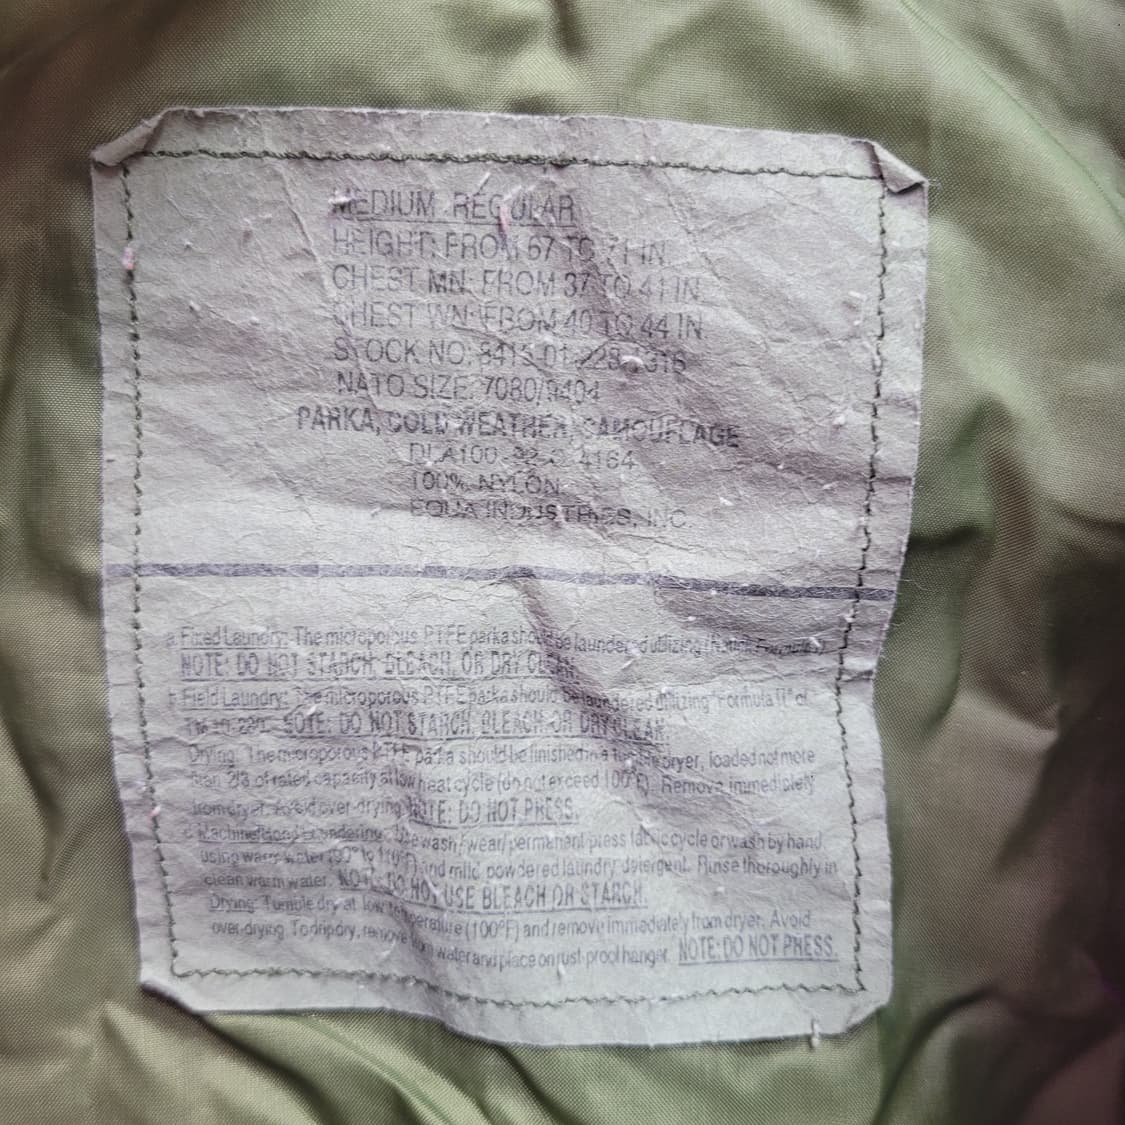 MEDIUM REGULAR
HEIGHT: FROM 67 TO 71 IN.
CHEST MN: FROM 37 TO 41 IN.
CHEST WN: FROM 40 TO 44 IN.
STOCK NO: 8415-01-228-1316
NATO SIZE: 7080/9404
PARKA, COLD WEATHER, CAMOUFLAGE
DLA100-92-C-4164
100% NYLON
EQUA INDUSTRIES, INC.
a. Fixed Laundry: The microporous PTFE parka should be laundered utilizing
NOTE: DO NOT STARCH, BLEACH, OR DRY CLEAN.
Field Laundry: The microporous PTFE parka should be laundered utilizing "Formula II" of
TM 10-280. NOTE: DO NOT STARCH, BLEACH OR DRY CLEAN.
Drying: The microporous PTFE parka should be finished in a tumble dryer, loaded not more
than 2/3 of rated capacity at low heat cycle (do not exceed 100°F). Remove immediately
from dryer. Avoid over-drying. NOTE: DO NOT PRESS.
c. Machine/Hand Laundering: Use wash/wear/permanent press fabric cycle or wash by hand
using warm water (90° to 110°F) and mild powdered laundry detergent. Rinse thoroughly in
clean warm water. NOTE: DO NOT USE BLEACH OR STARCH.
Drying: Tumble dry at low temperature (100°F) and remove immediately from dryer. Avoid
over-drying. To drip dry, remove from water and place on rust-proof hanger. NOTE: DO NOT PRESS.